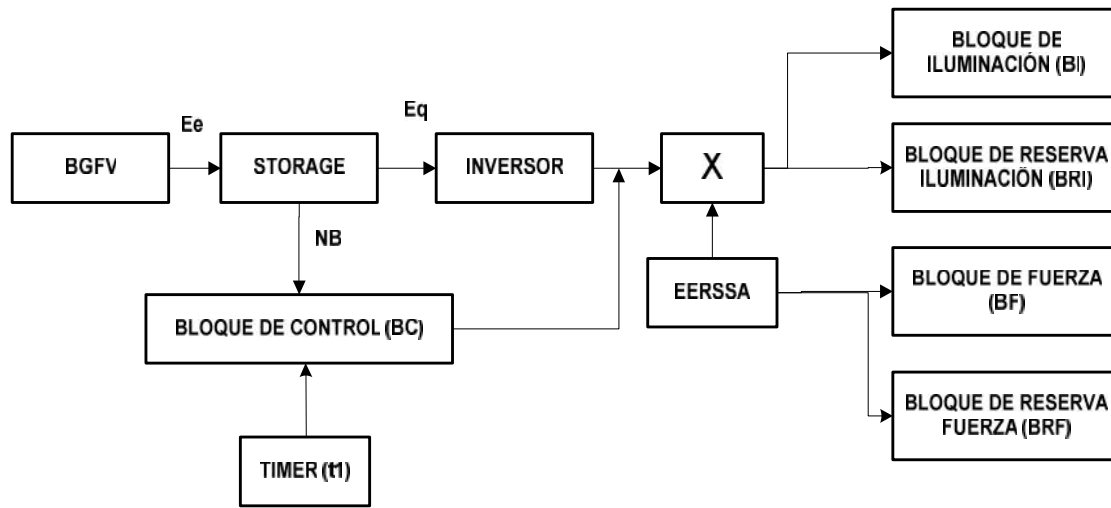 BLOQUE DE
ILUMINACIÓN (BI)
Ee
Eq
BGFV
STORAGE
INVERSOR
X
BLOQUE DE RESERVA
ILUMINACIÓN (BRI)
NB
EERSSA
BLOQUE DE FUERZA
(BF)
BLOQUE DE CONTROL (BC)
BLOQUE DE RESERVA
FUERZA (BRF)
TIMER (t1)